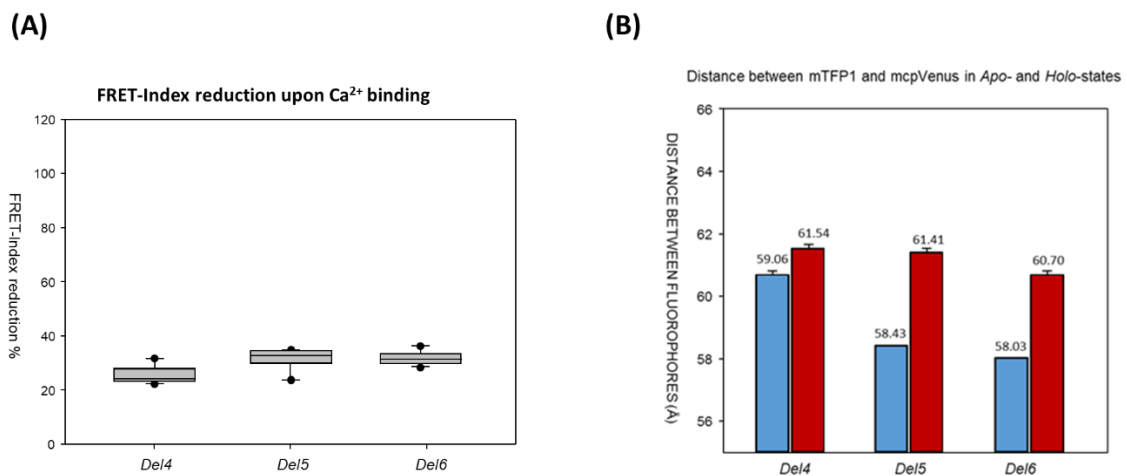 (A)
FRET-Index reduction upon Ca²⁺ binding
FRET-Index reduction %
120
100
80
60
40
20
0
Del4
Del5
Del6
(B)
Distance between mTFP1 and mcpVenus in Apo- and Holo-states
DISTANCE BETWEEN FLUOROPHORES (Å)
66
64
62
60
58
56
59.06
61.54
58.43
61.41
58.03
60.70
Del4
Del5
Del6